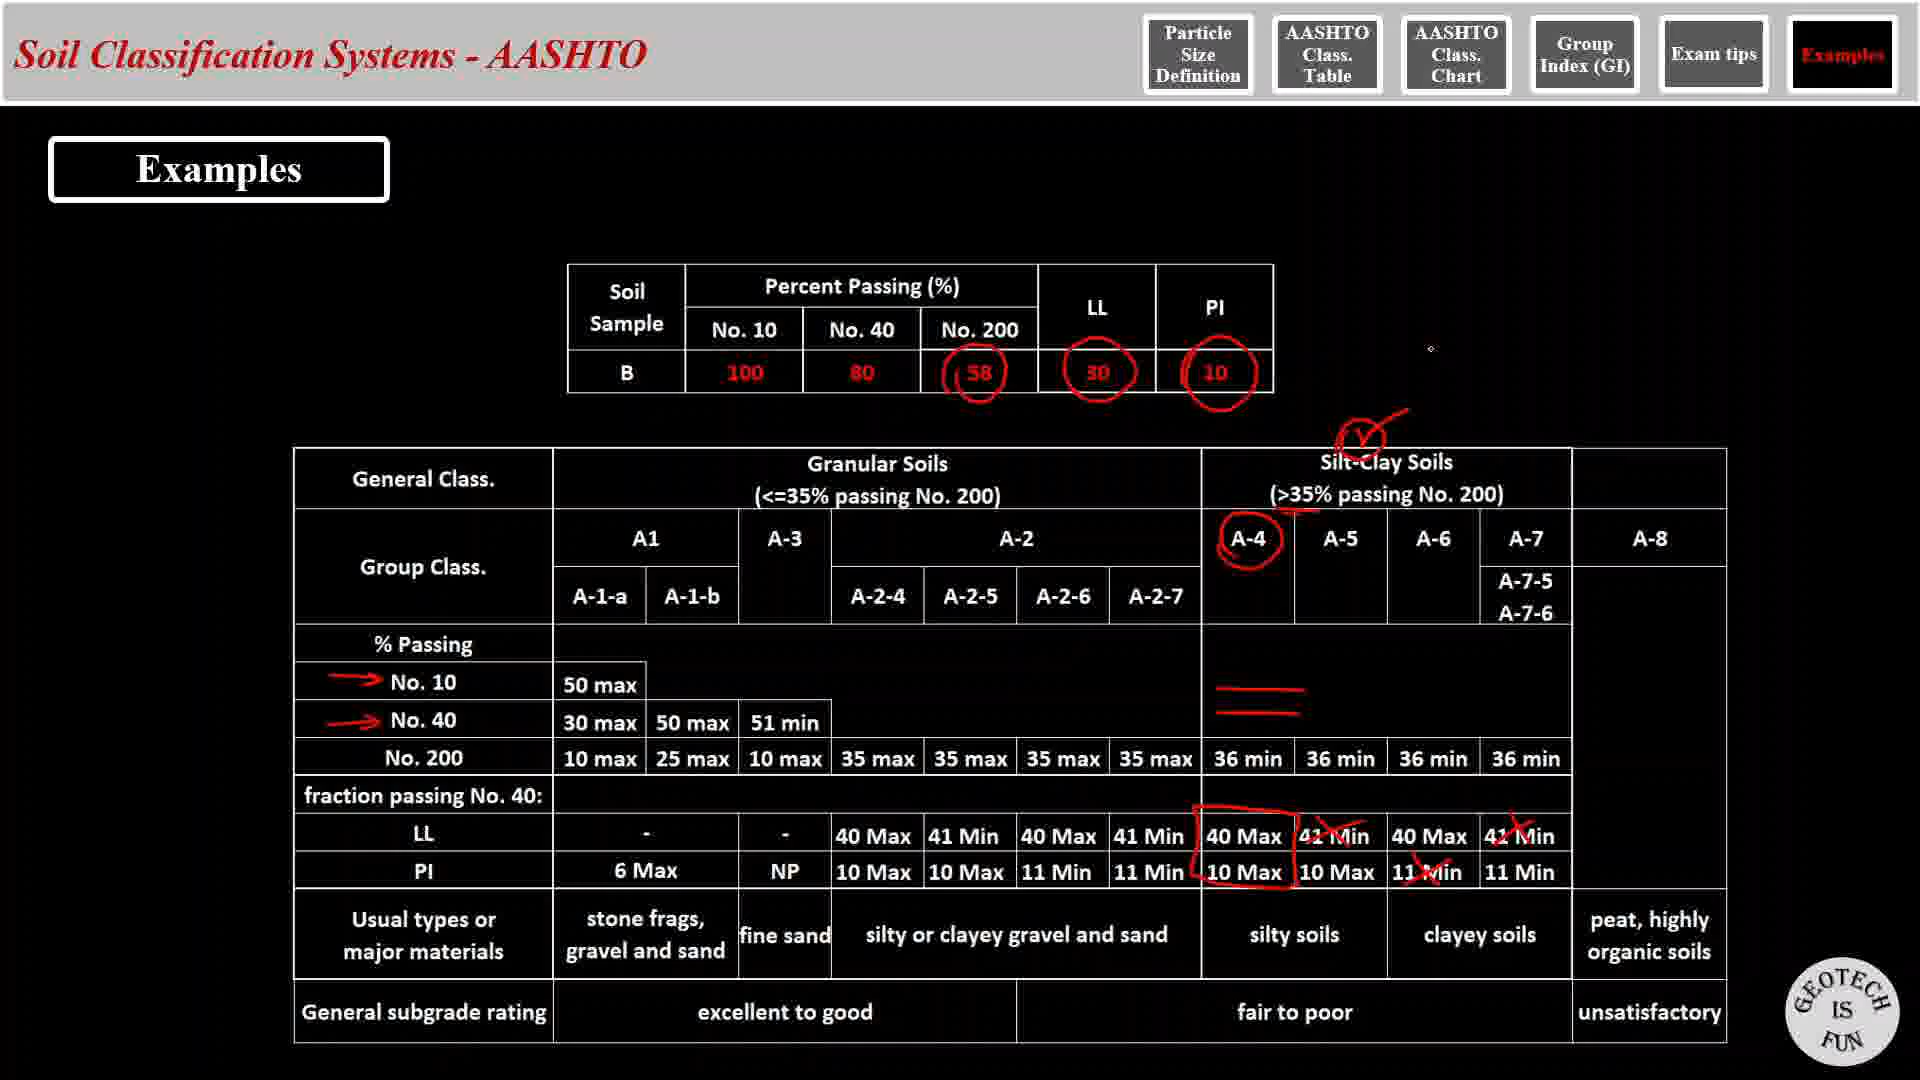 Soil Classification Systems - AASHTO
Particle
Size
Definition
AASHTO
Class.
Table
AASHTO
Class.
Chart
Group
Index (GI)
Exam tips
Examples
Examples
Soil
Sample
Percent Passing (%)
LL
PI
No. 10
No. 40
No. 200
B
100
80
58
30
10
General Class.
Granular Soils
(<=35% passing No. 200)
Silt-Clay Soils
(>35% passing No. 200)
Group Class.
A1
A-3
A-2
A-4
A-5
A-6
A-7
A-8
A-1-a
A-1-b
A-2-4
A-2-5
A-2-6
A-2-7
A-7-5
A-7-6
% Passing
No. 10
50 max
No. 40
30 max
50 max
51 min
No. 200
10 max
25 max
10 max
35 max
35 max
35 max
35 max
36 min
36 min
36 min
36 min
fraction passing No. 40:
LL
-
-
40 Max
41 Min
40 Max
41 Min
40 Max
41 Min
40 Max
41 Min
PI
6 Max
NP
10 Max
10 Max
11 Min
11 Min
10 Max
10 Max
11 Min
11 Min
Usual types or
major materials
stone frags,
gravel and sand
fine sand
silty or clayey gravel and sand
silty soils
clayey soils
peat, highly
organic soils
General subgrade rating
excellent to good
fair to poor
unsatisfactory
GEOTECH
IS
FUN